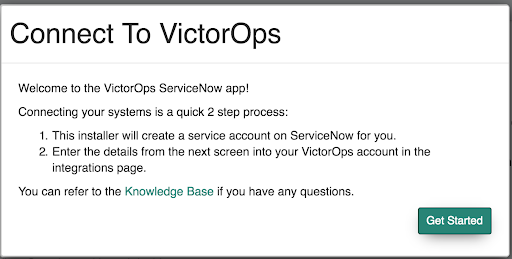 Connect To VictorOps
Welcome to the VictorOps ServiceNow app!
Connecting your systems is a quick 2 step process:
1. This installer will create a service account on ServiceNow for you.
2. Enter the details from the next screen into your VictorOps account in the
integrations page.
You can refer to the Knowledge Base if you have any questions.
Get Started